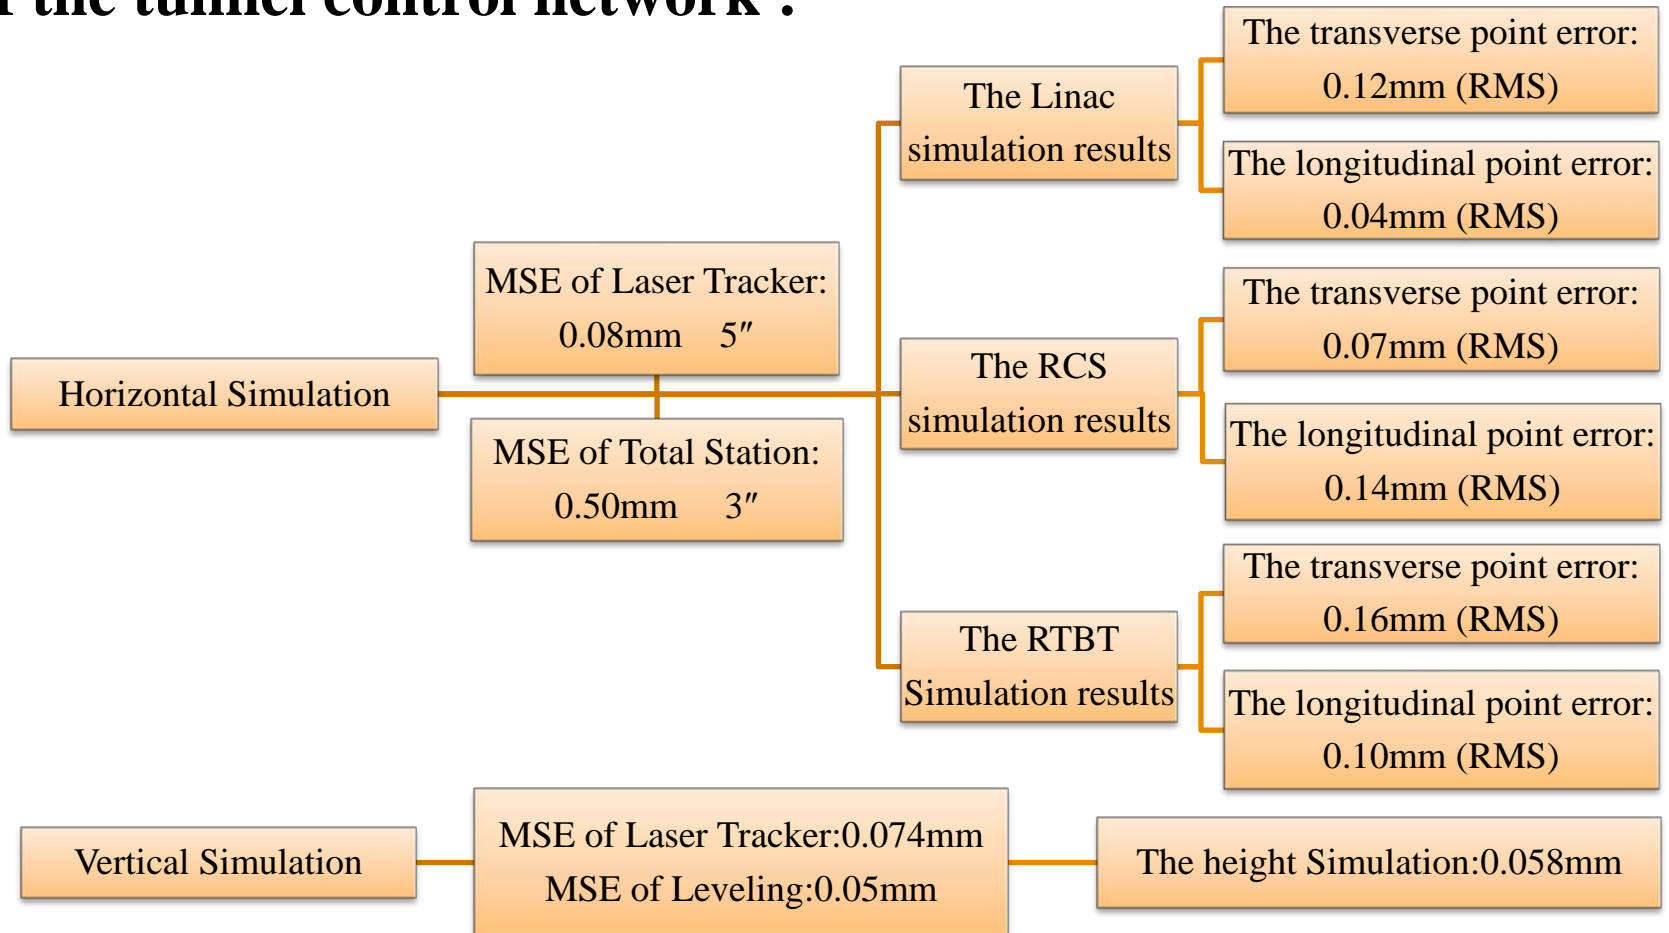 the tunnel control network :
The transverse point error:
0.12mm (RMS)
The Linac
simulation results
The longitudinal point error:
0.04mm (RMS)
MSE of Laser Tracker:
0.08mm 5″
The transverse point error:
0.07mm (RMS)
Horizontal Simulation
The RCS
simulation results
MSE of Total Station:
0.50mm 3″
The longitudinal point error:
0.14mm (RMS)
The transverse point error:
0.16mm (RMS)
The RTBT
Simulation results
The longitudinal point error:
0.10mm (RMS)
Vertical Simulation
MSE of Laser Tracker:0.074mm
MSE of Leveling:0.05mm
The height Simulation:0.058mm